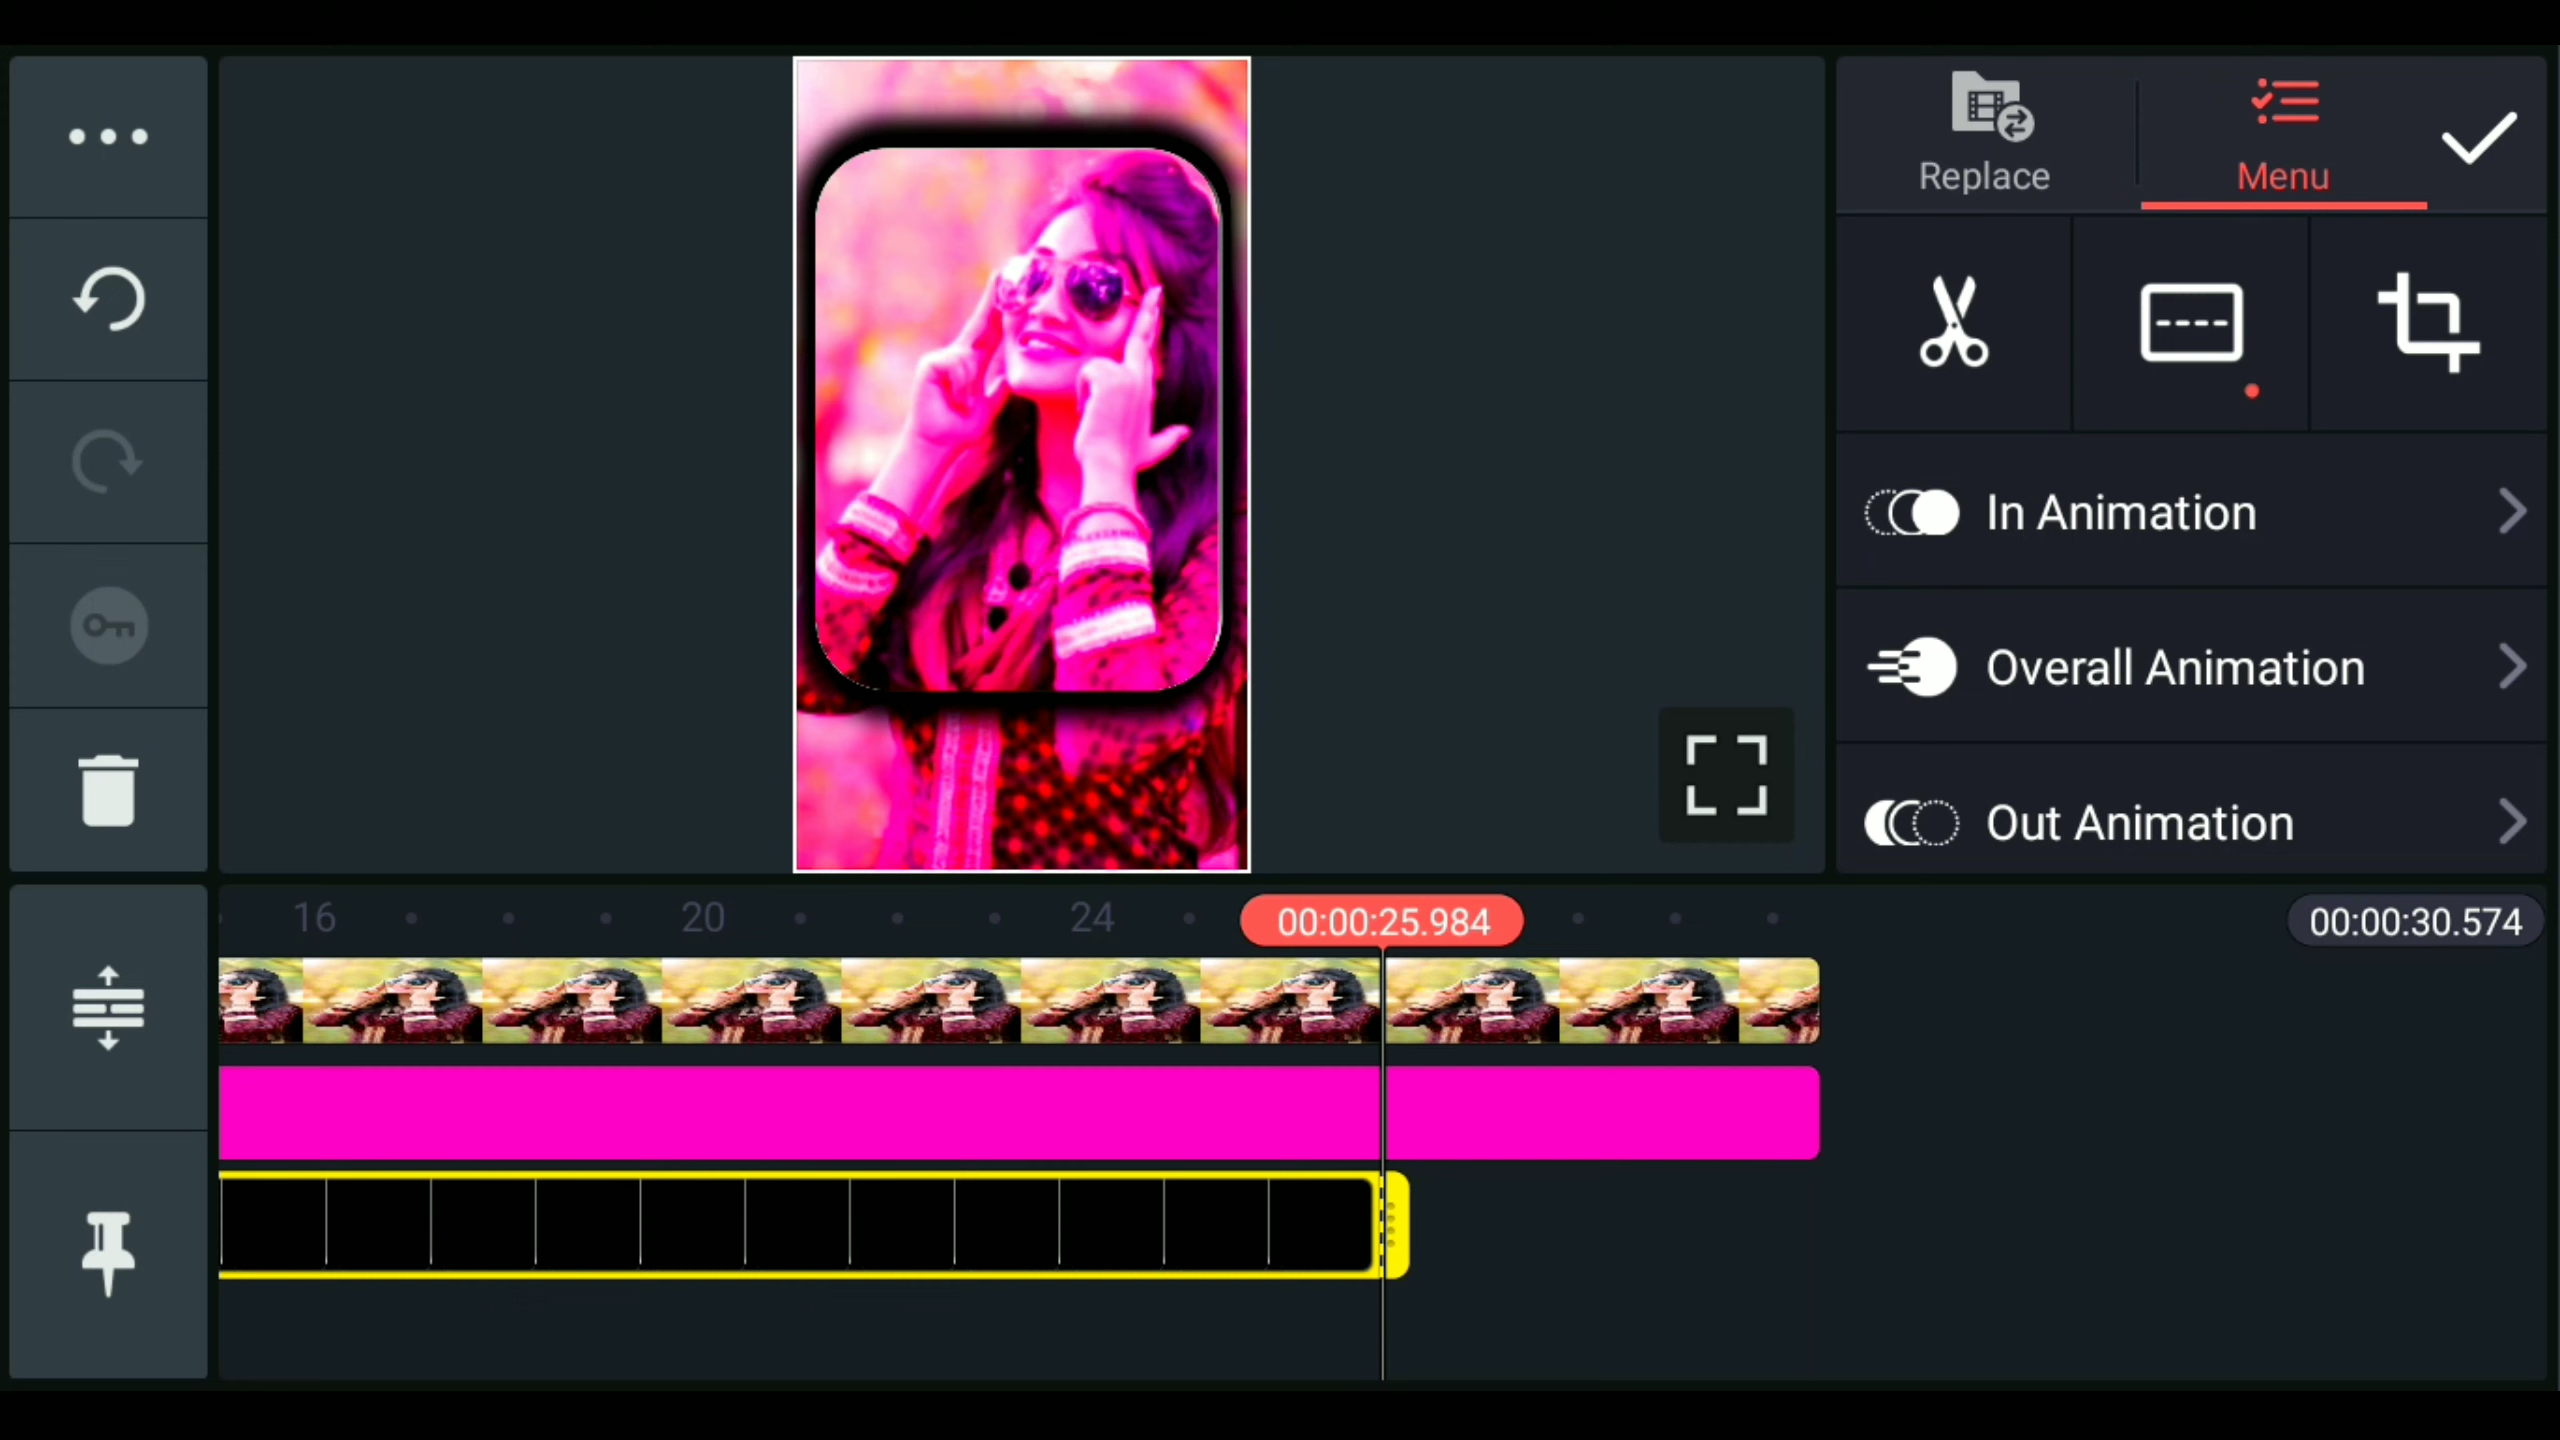 Replace
Menu
In Animation
Overall Animation
Out Animation
16
20
24
00:00:25.984
00:00:30.574